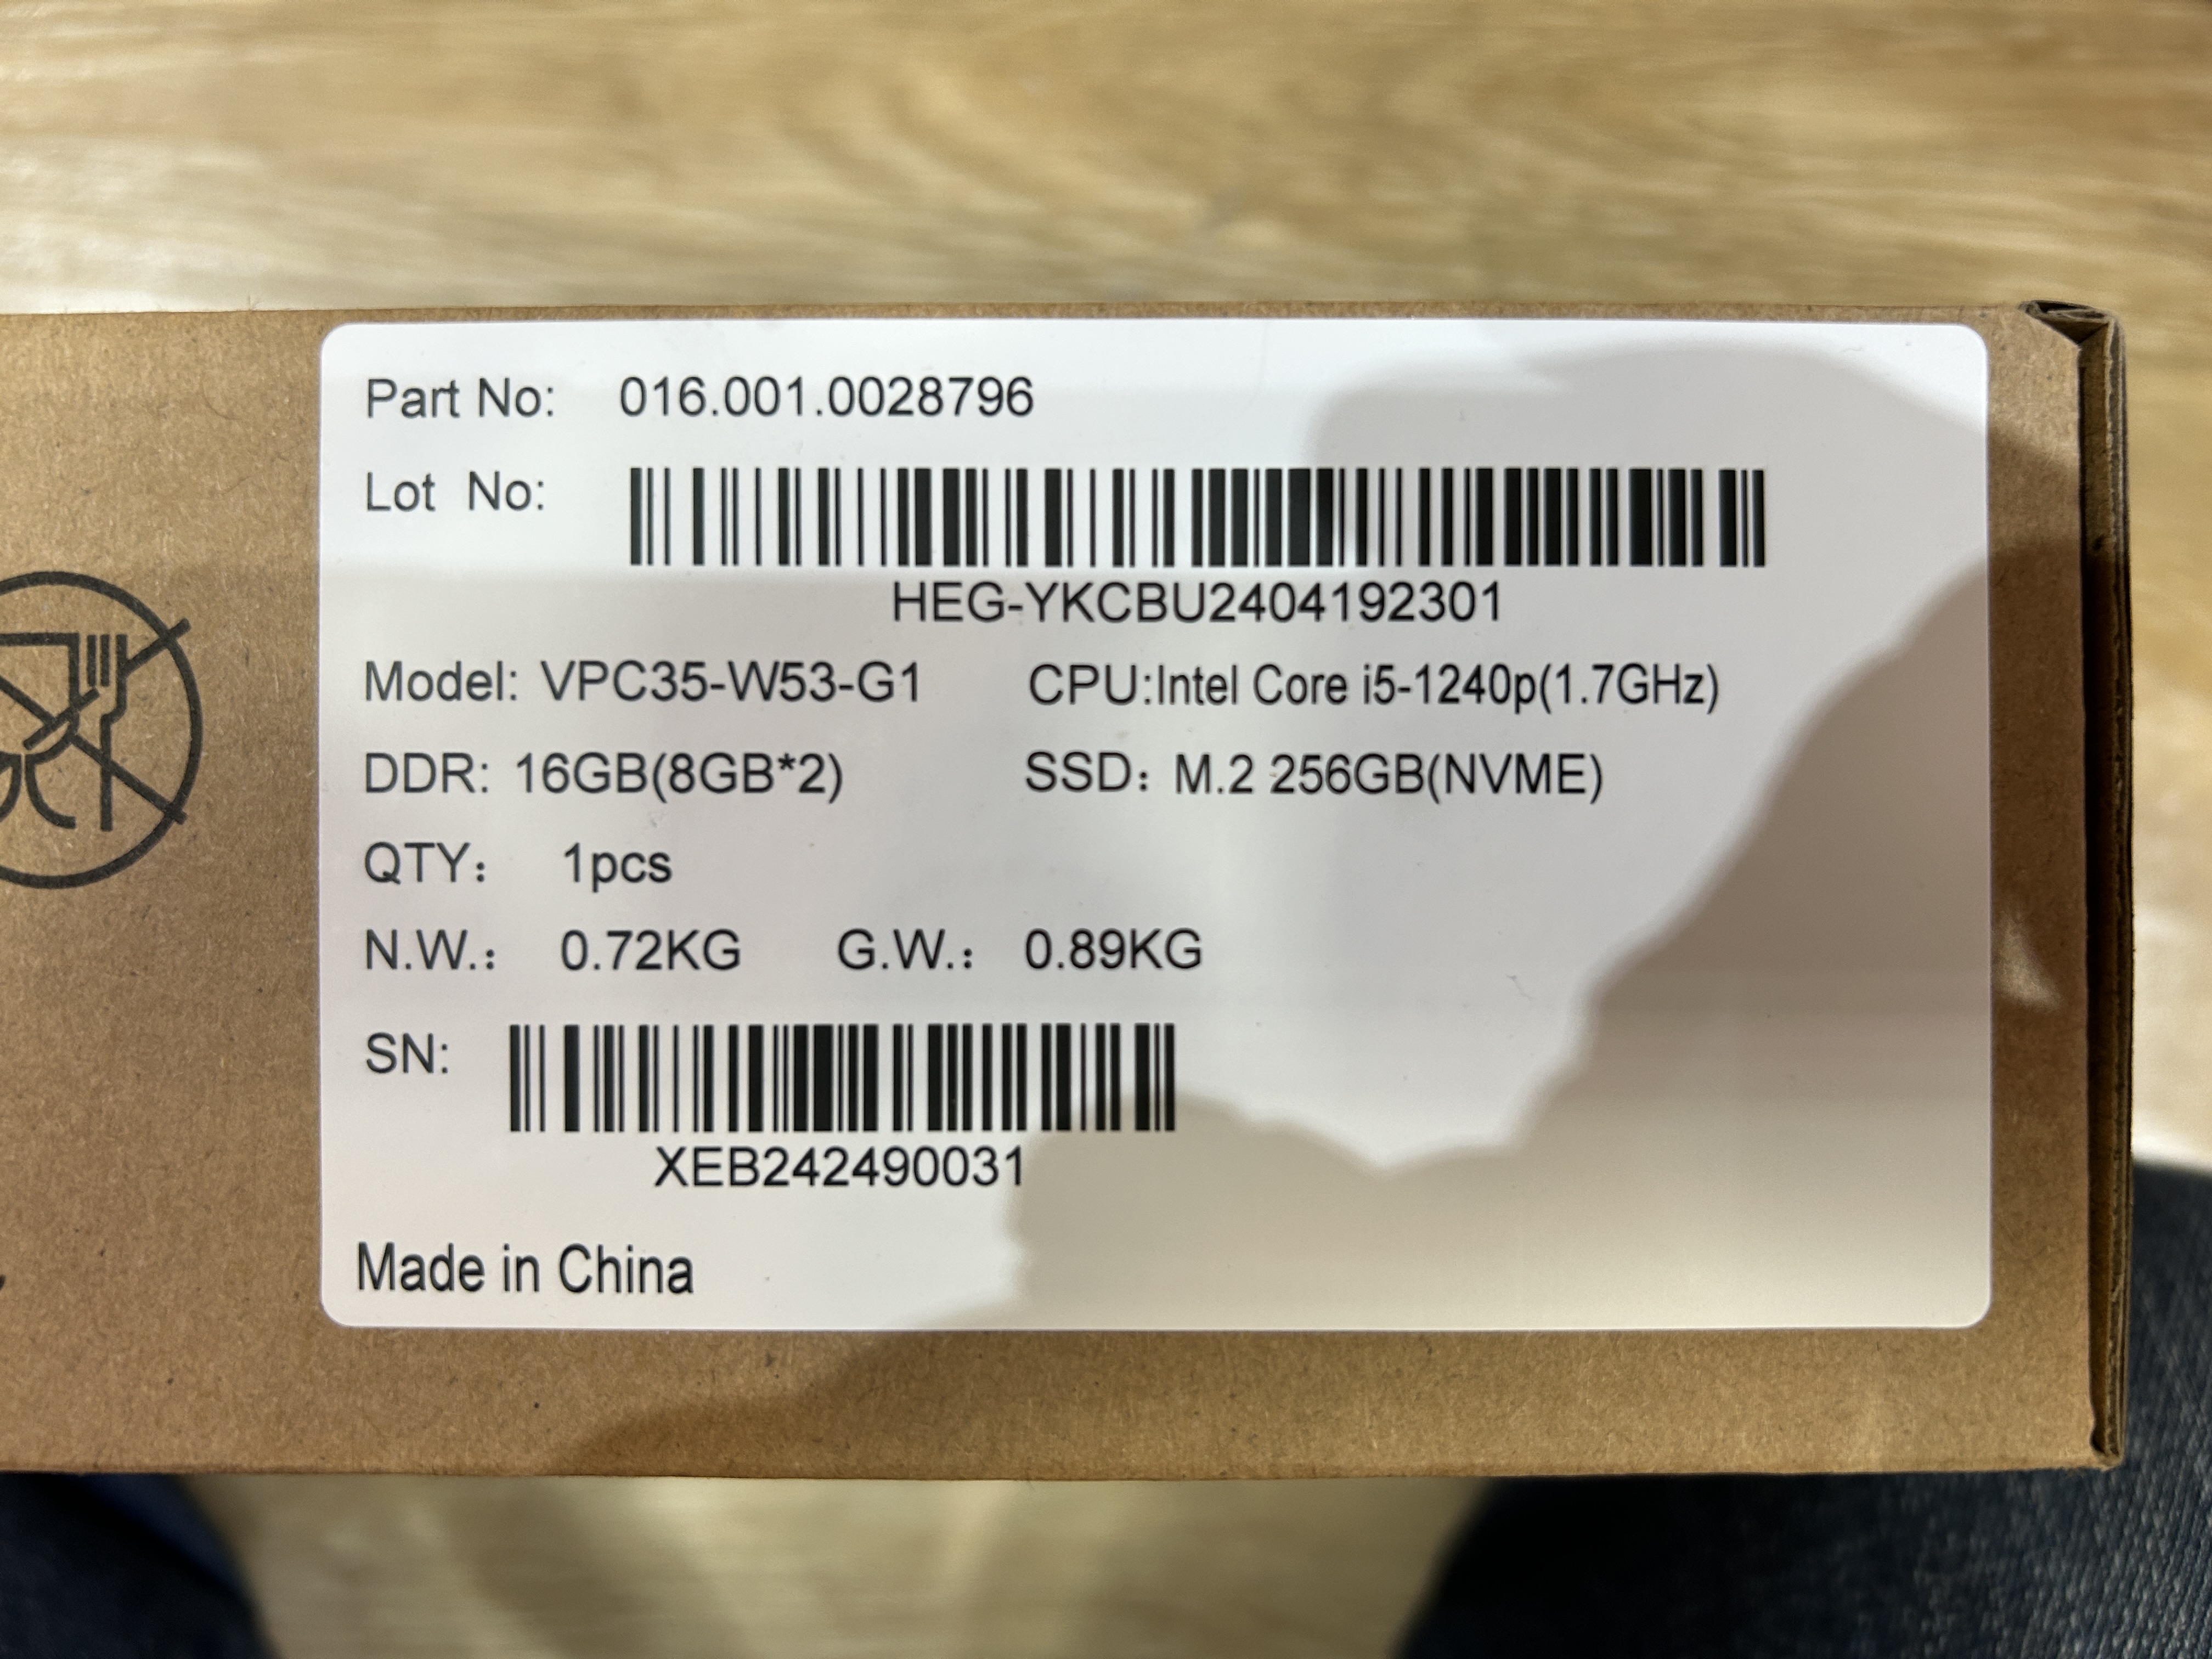 Part No: 016.001.0028796
Lot No:
HEG-YKCBU2404192301
Model: VPC35-W53-G1 CPU:Intel Core i5-1240p(1.7GHz)
DDR: 16GB(8GB*2) SSD: M.2 256GB(NVME)
QTY: 1pcs
N.W.: 0.72KG G.W.: 0.89KG
SN:
XEB242490031
Made in China